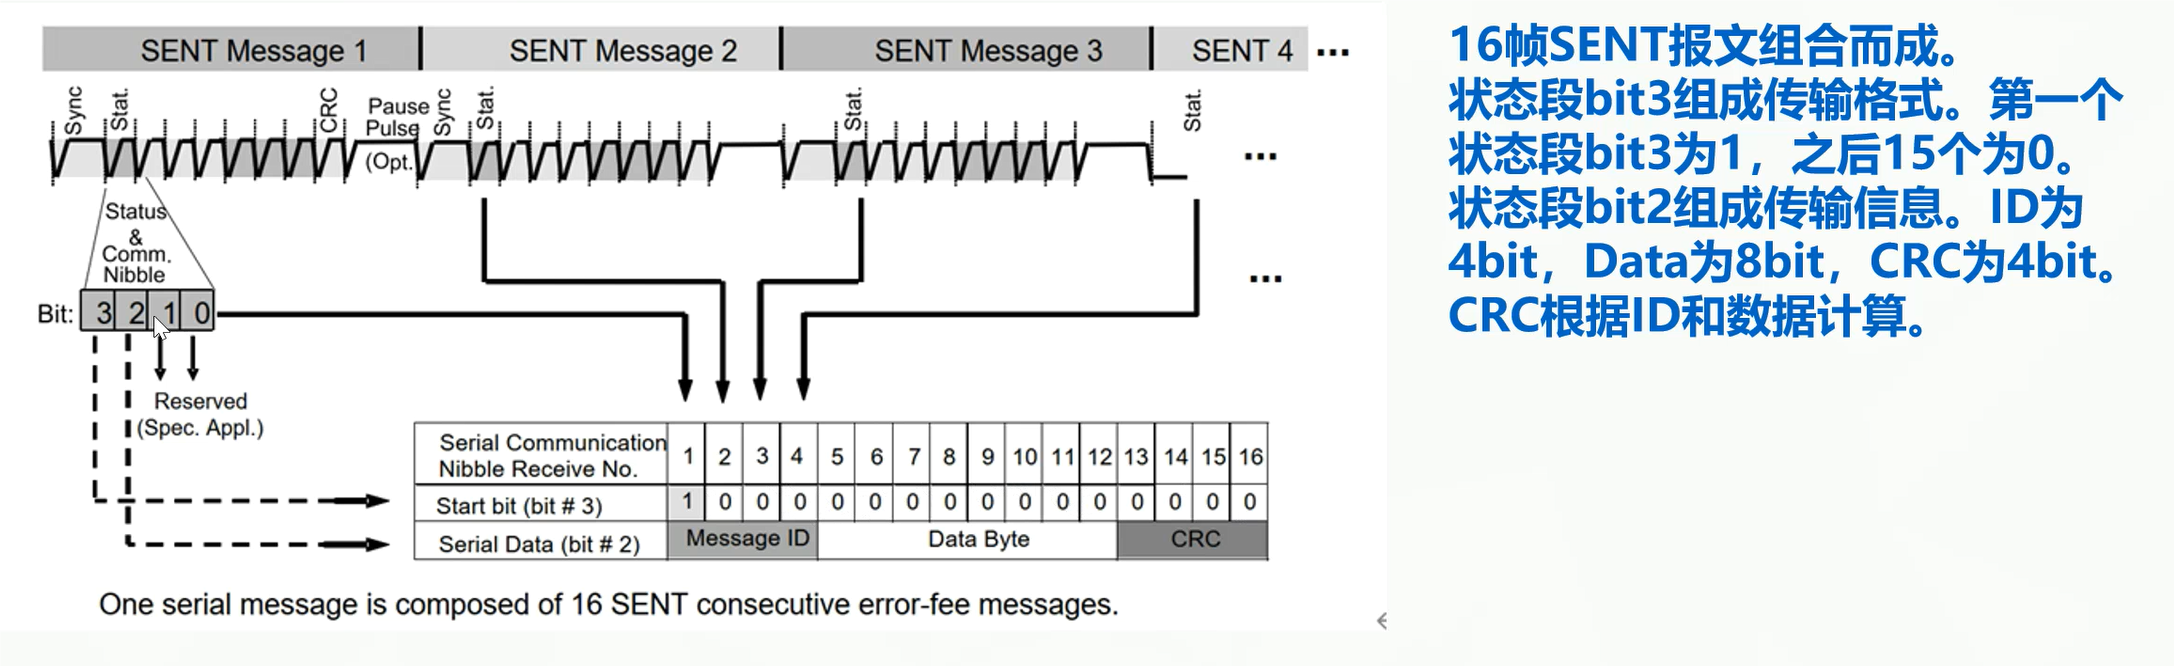 SENT Message 1 SENT Message 2 SENT Message 3 SENT 4 ...
Sync Stat. CRC Pause Pulse (Opt. Sync Stat. Stat. Stat.
...
Status
&
Comm.
Nibble
...
Bit: 3 2 1 0
Reserved
(Spec. Appl.)
Serial Communication
Nibble Receive No. 1 2 3 4 5 6 7 8 9 10 11 12 13 14 15 16
Start bit (bit # 3) 1 0 0 0 0 0 0 0 0 0 0 0 0 0 0 0
Serial Data (bit # 2) Message ID Data Byte CRC
One serial message is composed of 16 SENT consecutive error-fee messages.
16帧SENT报文组合而成。
状态段bit3组成传输格式。第一个
状态段bit3为1，之后15个为0。
状态段bit2组成传输信息。ID为
4bit，Data为8bit，CRC为4bit。
CRC根据ID和数据计算。